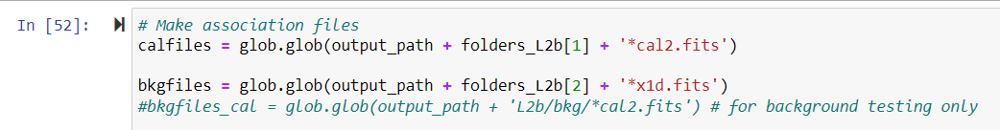 In [52]: # Make association files
calfiles = glob.glob(output_path + folders_L2b[1] + '*cal2.fits')
bkgfiles = glob.glob(output_path + folders_L2b[2] + '*x1d.fits')
#bkgfiles_cal = glob.glob(output_path + 'L2b/bkg/*cal2.fits') # for background testing only